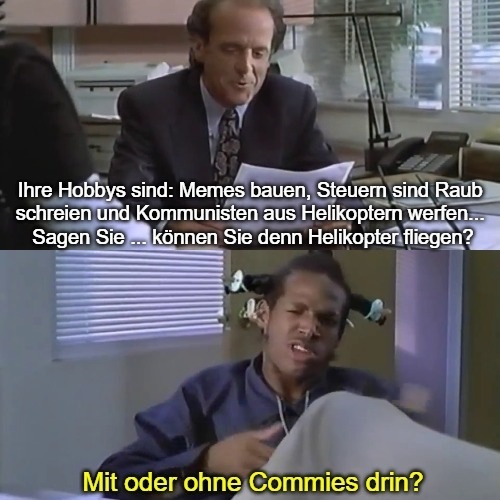 Ihre Hobbys sind: Memes bauen, Steuern sind Raub
schreien und Kommunisten aus Helikoptern werfen...
Sagen Sie ... können Sie denn Helikopter fliegen?
Mit oder ohne Commies drin?